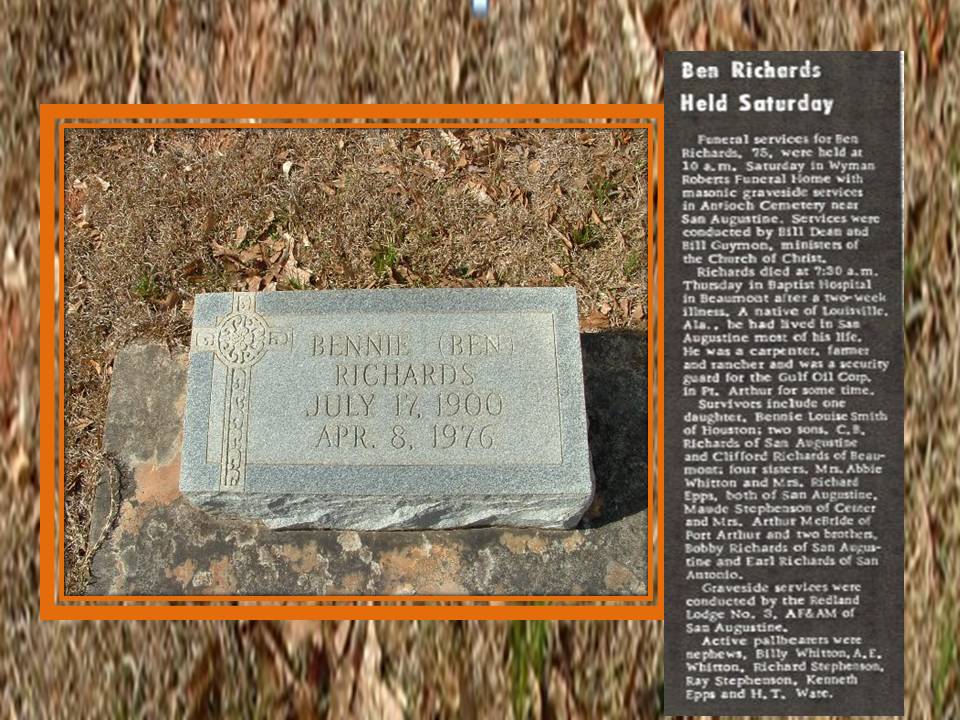 BENNIE (BEN)
RICHARDS
JULY 17, 1900
APR. 8, 1976
Ben Richards
Held Saturday
Funeral services for Ben
Richards, 75, were held at
10 a.m. Saturday in Wyman
Roberts Funeral Home with
masonic graveside services
in Antioch Cemetery near
San Augustine. Services were
conducted by Bill Dean and
Bill Guymon, ministers of
the Church of Christ.
Richards died at 7:30 a.m.
Thursday in Baptist Hospital
in Beaumont after a two-week
illness. A native of Louisville,
Ala., he had lived in San
Augustine most of his life.
He was a carpenter, farmer
and rancher and was a security
guard for the Gulf Oil Corp.
in Pt. Arthur for some time.
Survivors include one
daughter, Bennie Louise Smith
of Houston; two sons, C.B.
Richards of San Augustine
and Clifford Richards of Beau-
mont; four sisters, Mrs. Abbie
Whitton and Mrs. Richard
Epps, both of San Augustine,
Maude Stephenson of Center
and Mrs. Arthur McBride of
Port Arthur and two brothers,
Bobby Richards of San Augus-
tine and Earl Richards of San
Antonio.
Graveside services were
conducted by the Redland
Lodge No. 3, AF&AM of
San Augustine.
Active pallbearers were
nephews, Billy Whitton, A.E.
Whitton, Richard Stephenson,
Ray Stephenson, Kenneth
Epps and H.T. Ware.